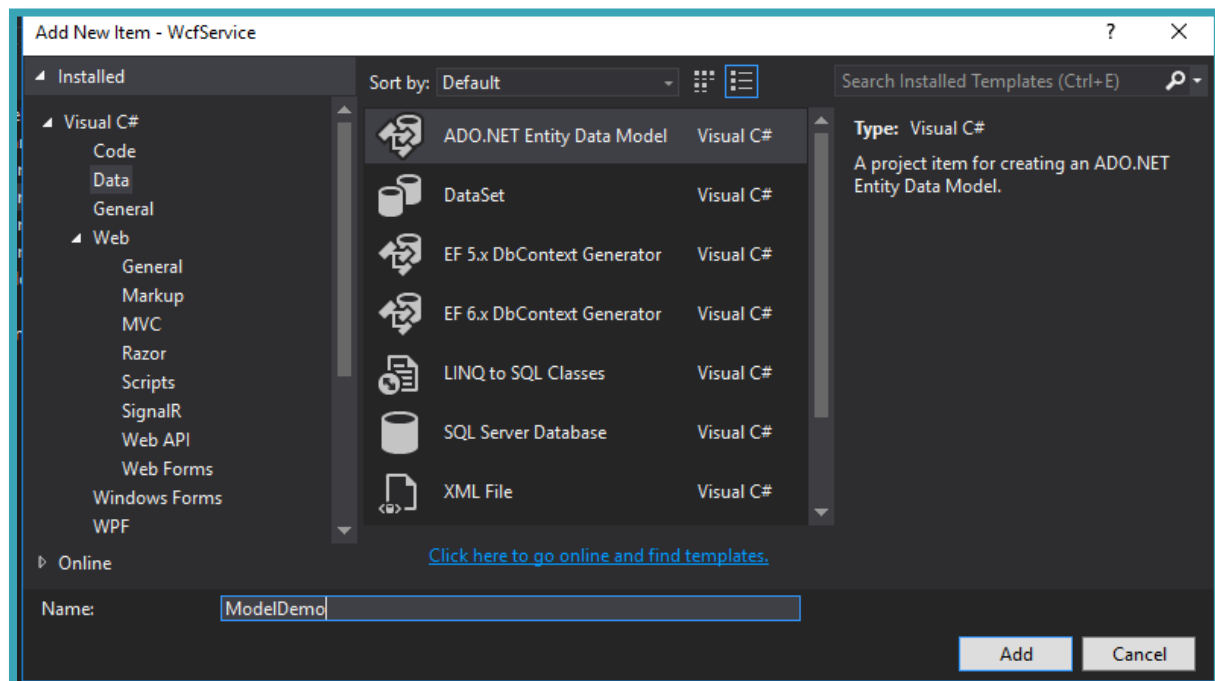 Add New Item - WcfService
?
Installed
Sort by: Default
Search Installed Templates (Ctrl+E)
Visual C#
Code
Data
General
Web
General
Markup
MVC
Razor
Scripts
SignalR
Web API
Web Forms
Windows Forms
WPF
Online
ADO.NET Entity Data Model Visual C#
DataSet Visual C#
EF 5.x DbContext Generator Visual C#
EF 6.x DbContext Generator Visual C#
LINQ to SQL Classes Visual C#
SQL Server Database Visual C#
XML File Visual C#
Click here to go online and find templates.
Type: Visual C#
A project item for creating an ADO.NET
Entity Data Model.
Name: ModelDemo
Add Cancel